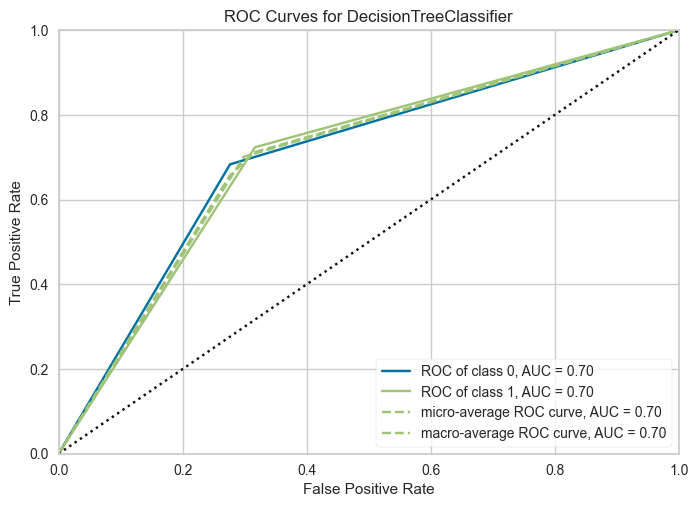 ROC Curves for DecisionTreeClassifier
1.0
0.8
0.6
0.4
0.2
0.0
True Positive Rate
0.0 0.2 0.4 0.6 0.8 1.0
False Positive Rate
ROC of class 0, AUC = 0.70
ROC of class 1, AUC = 0.70
micro-average ROC curve, AUC = 0.70
macro-average ROC curve, AUC = 0.70